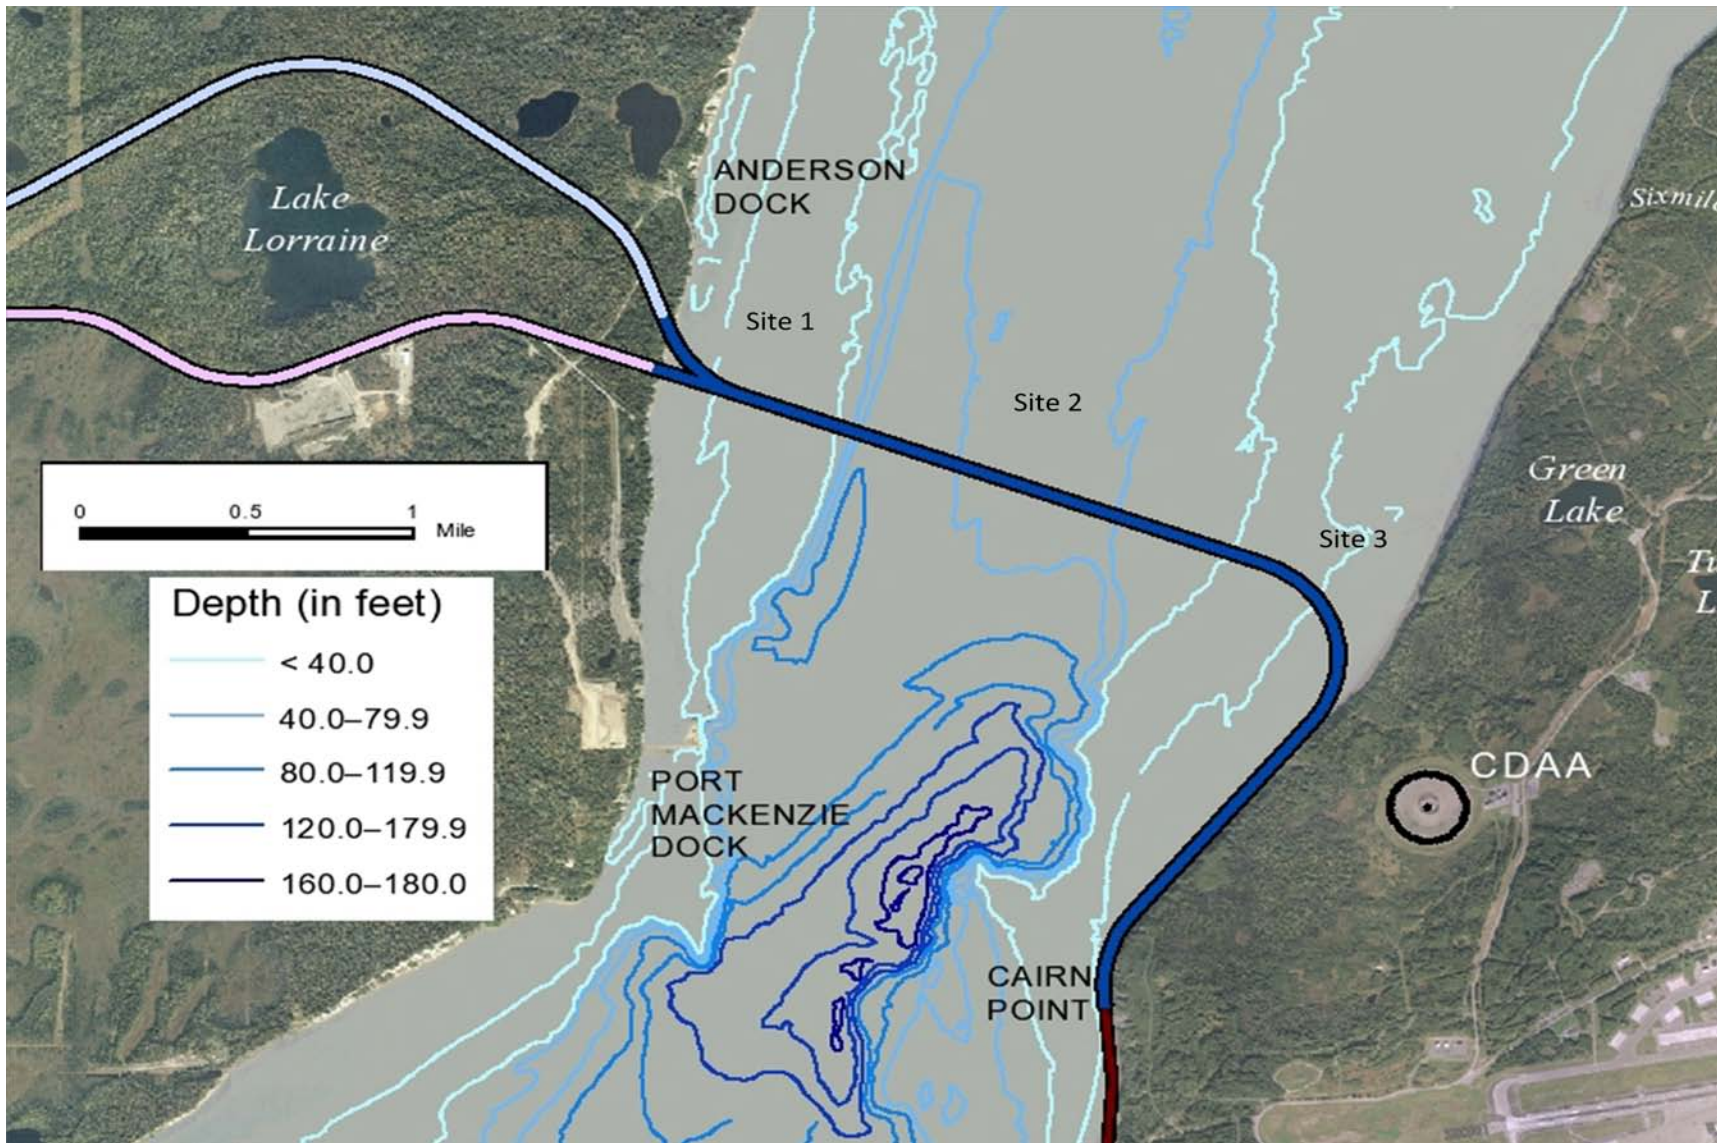 ANDERSON
DOCK
Lake
Lorraine
Sixmile
Site 1
Site 2
Green
Lake
Site 3
0 0.5 1
Mile
Tu
L
Depth (in feet)
< 40.0
40.0–79.9
80.0–119.9
120.0–179.9
160.0–180.0
PORT
MACKENZIE
DOCK
CDAA
CAIRN
POINT